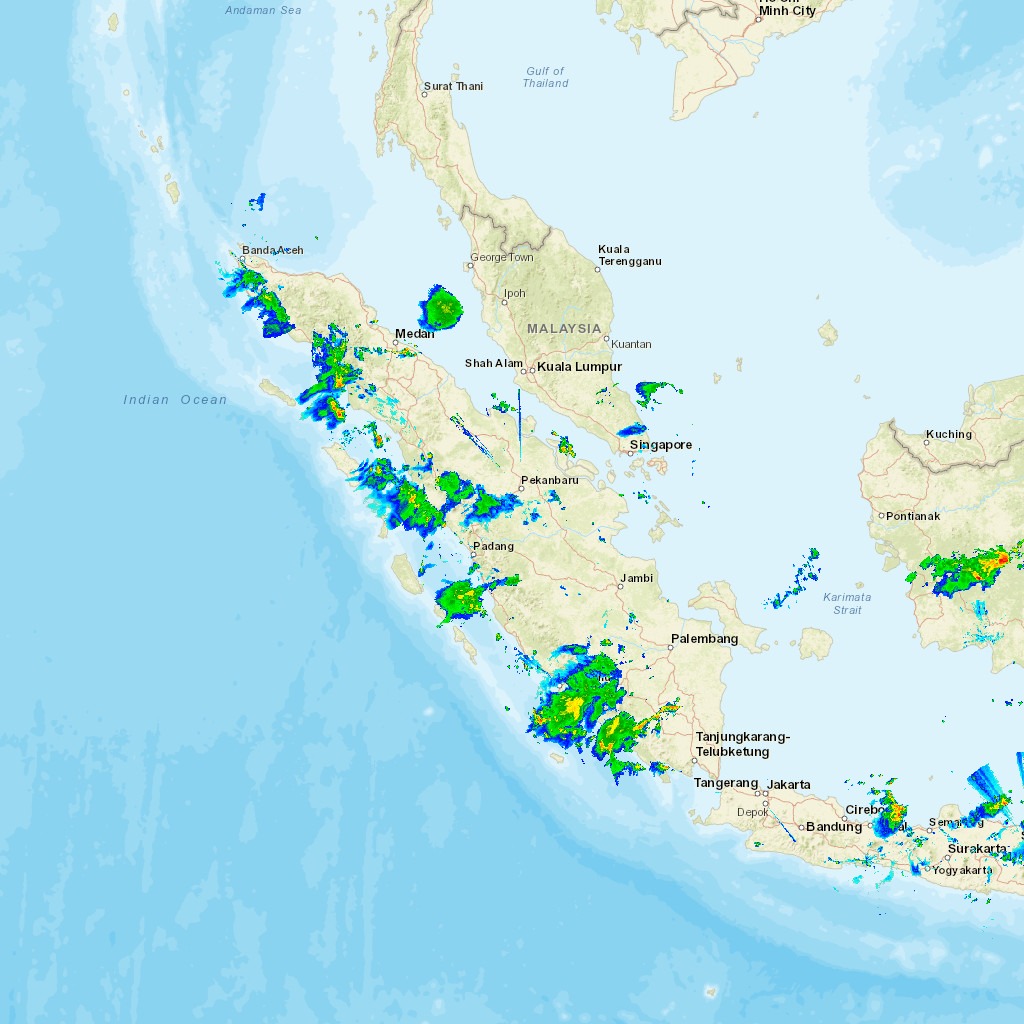 Andaman Sea
Minh City
Gulf of
Thailand
Surat Thani
Banda Aceh
George Town
Kuala
Terengganu
Ipoh
MALAYSIA
Medan
Kuantan
Shah Alam
Kuala Lumpur
Indian Ocean
Kuching
Singapore
Pekanbaru
Pontianak
Padang
Jambi
Karimata
Strait
Palembang
Tanjungkarang-
Telubketung
Tangerang
Jakarta
Depok
Bandung
Surakarta
Yogyakarta